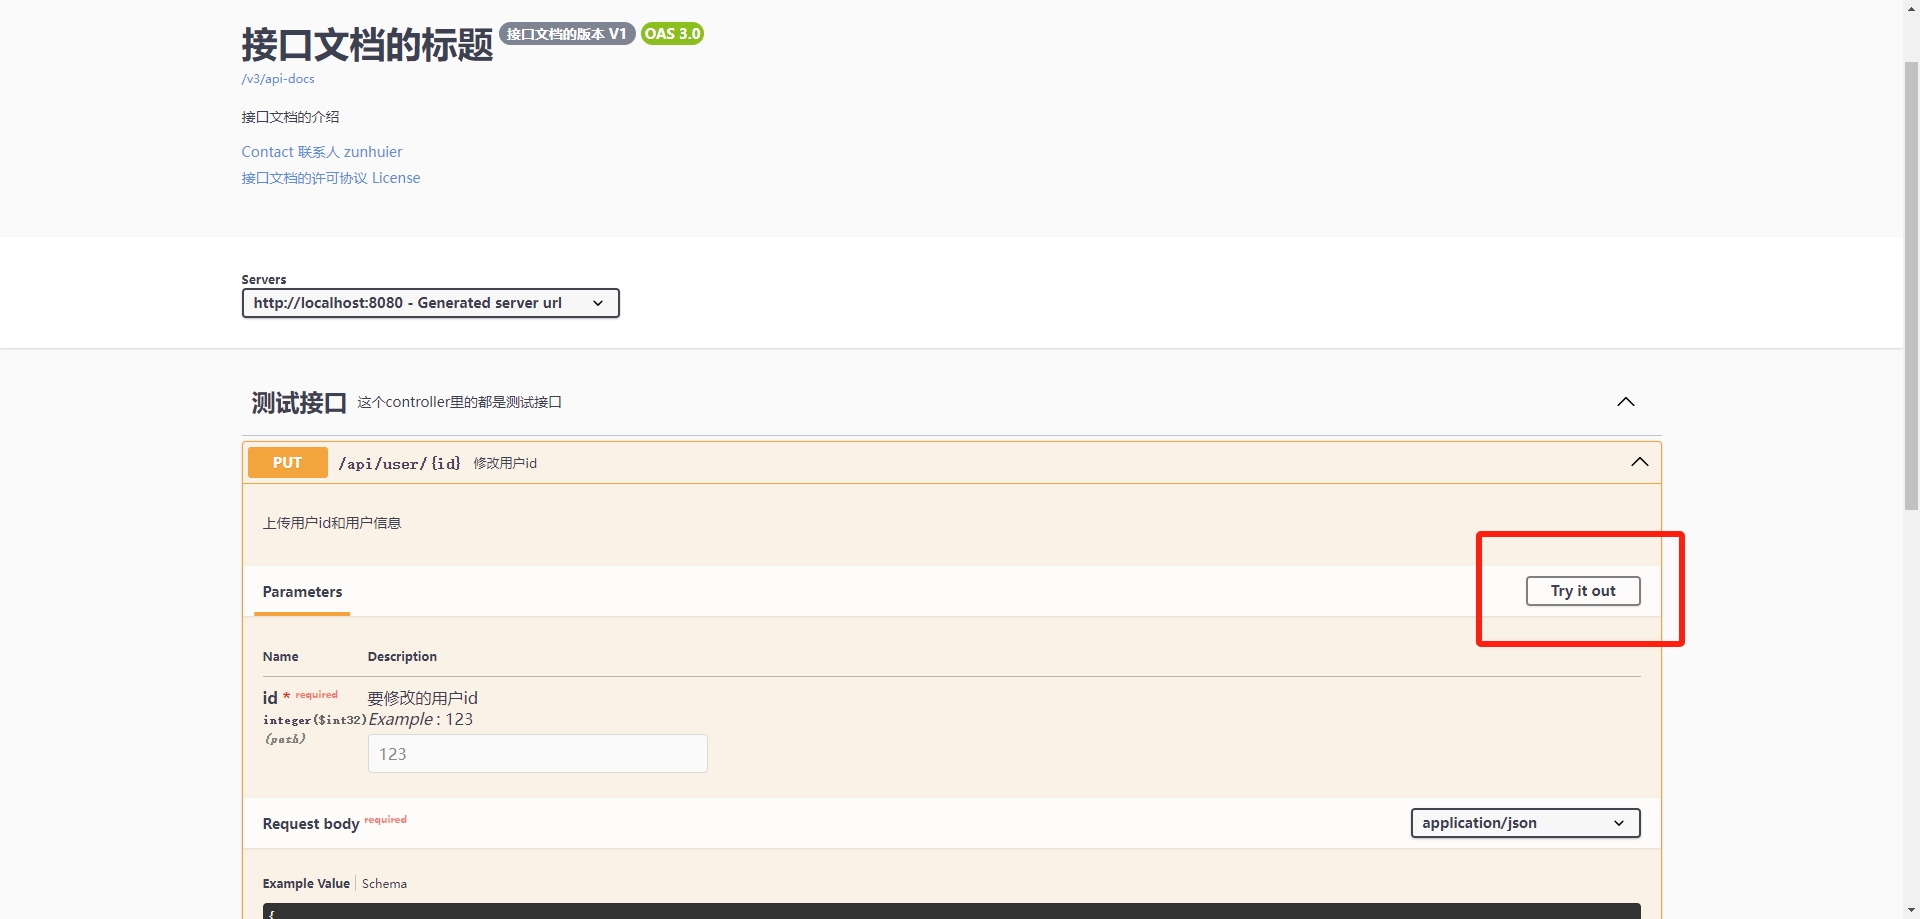 接口文档的标题 接口文档的版本 V1 OAS 3.0
/v3/api-docs
接口文档的介绍
Contact 联系人 zunhuier
接口文档的许可协议 License
Servers
http://localhost:8080 - Generated server url
测试接口 这个controller里的都是测试接口
PUT /api/user/{id} 修改用户id
上传用户id和用户信息
Parameters Try it out
Name Description
id * required 要修改的用户id
integer($int32) Example : 123
(path)
123
Request body required application/json
Example Value Schema
{